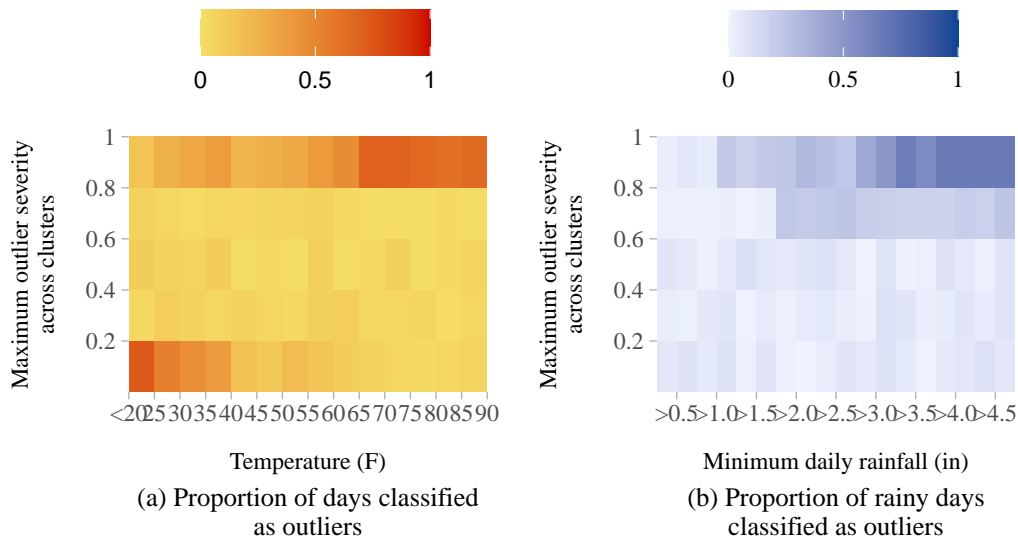 0 0.5 1
0 0.5 1
Maximum outlier severity
across clusters
1
0.8
0.6
0.4
0.2
<20 25 30 35 40 45 50 55 60 65 70 75 80 85 90
Temperature (F)
(a) Proportion of days classified
as outliers
Maximum outlier severity
across clusters
1
0.8
0.6
0.4
0.2
>0.5 >1.0 >1.5 >2.0 >2.5 >3.0 >3.5 >4.0 >4.5
Minimum daily rainfall (in)
(b) Proportion of rainy days
classified as outliers